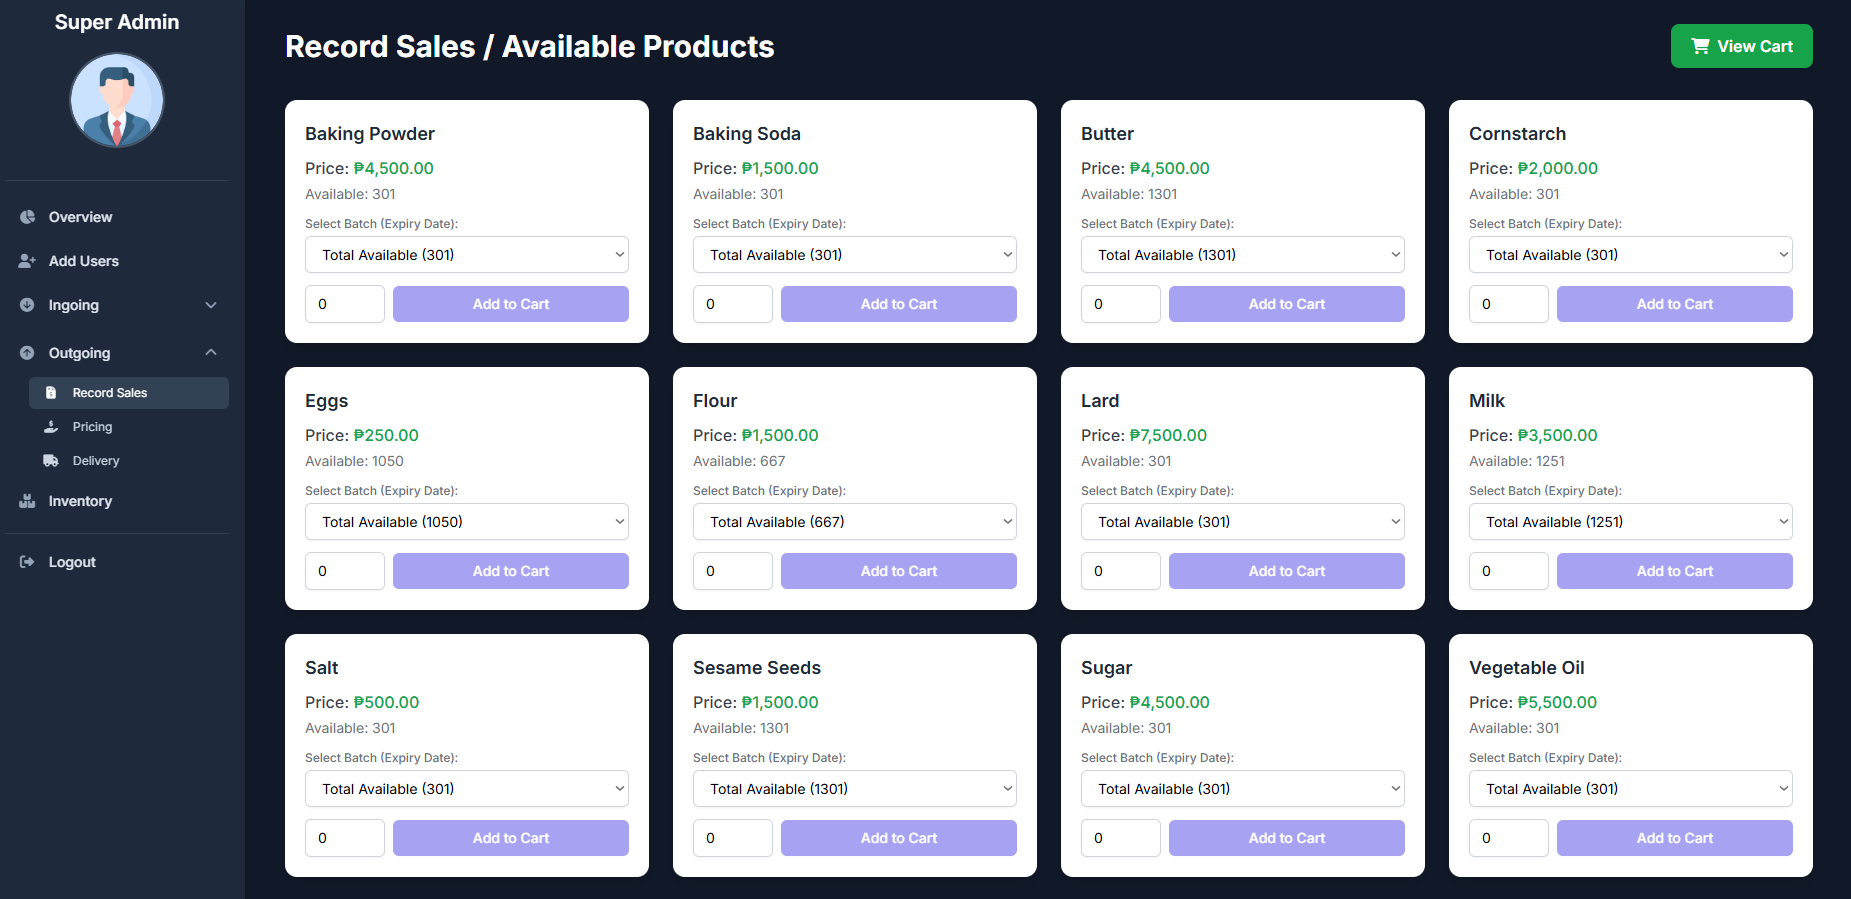 Super Admin
Overview
Add Users
Ingoing
Outgoing
Record Sales
Pricing
Delivery
Inventory
Logout
Record Sales / Available Products
View Cart
Baking Powder
Price: ₱4,500.00
Available: 301
Select Batch (Expiry Date):
Total Available (301)
0
Add to Cart
Baking Soda
Price: ₱1,500.00
Available: 301
Select Batch (Expiry Date):
Total Available (301)
0
Add to Cart
Butter
Price: ₱4,500.00
Available: 1301
Select Batch (Expiry Date):
Total Available (1301)
0
Add to Cart
Cornstarch
Price: ₱2,000.00
Available: 301
Select Batch (Expiry Date):
Total Available (301)
0
Add to Cart
Eggs
Price: ₱250.00
Available: 1050
Select Batch (Expiry Date):
Total Available (1050)
0
Add to Cart
Flour
Price: ₱1,500.00
Available: 667
Select Batch (Expiry Date):
Total Available (667)
0
Add to Cart
Lard
Price: ₱7,500.00
Available: 301
Select Batch (Expiry Date):
Total Available (301)
0
Add to Cart
Milk
Price: ₱3,500.00
Available: 1251
Select Batch (Expiry Date):
Total Available (1251)
0
Add to Cart
Salt
Price: ₱500.00
Available: 301
Select Batch (Expiry Date):
Total Available (301)
0
Add to Cart
Sesame Seeds
Price: ₱1,500.00
Available: 1301
Select Batch (Expiry Date):
Total Available (1301)
0
Add to Cart
Sugar
Price: ₱4,500.00
Available: 301
Select Batch (Expiry Date):
Total Available (301)
0
Add to Cart
Vegetable Oil
Price: ₱5,500.00
Available: 301
Select Batch (Expiry Date):
Total Available (301)
0
Add to Cart